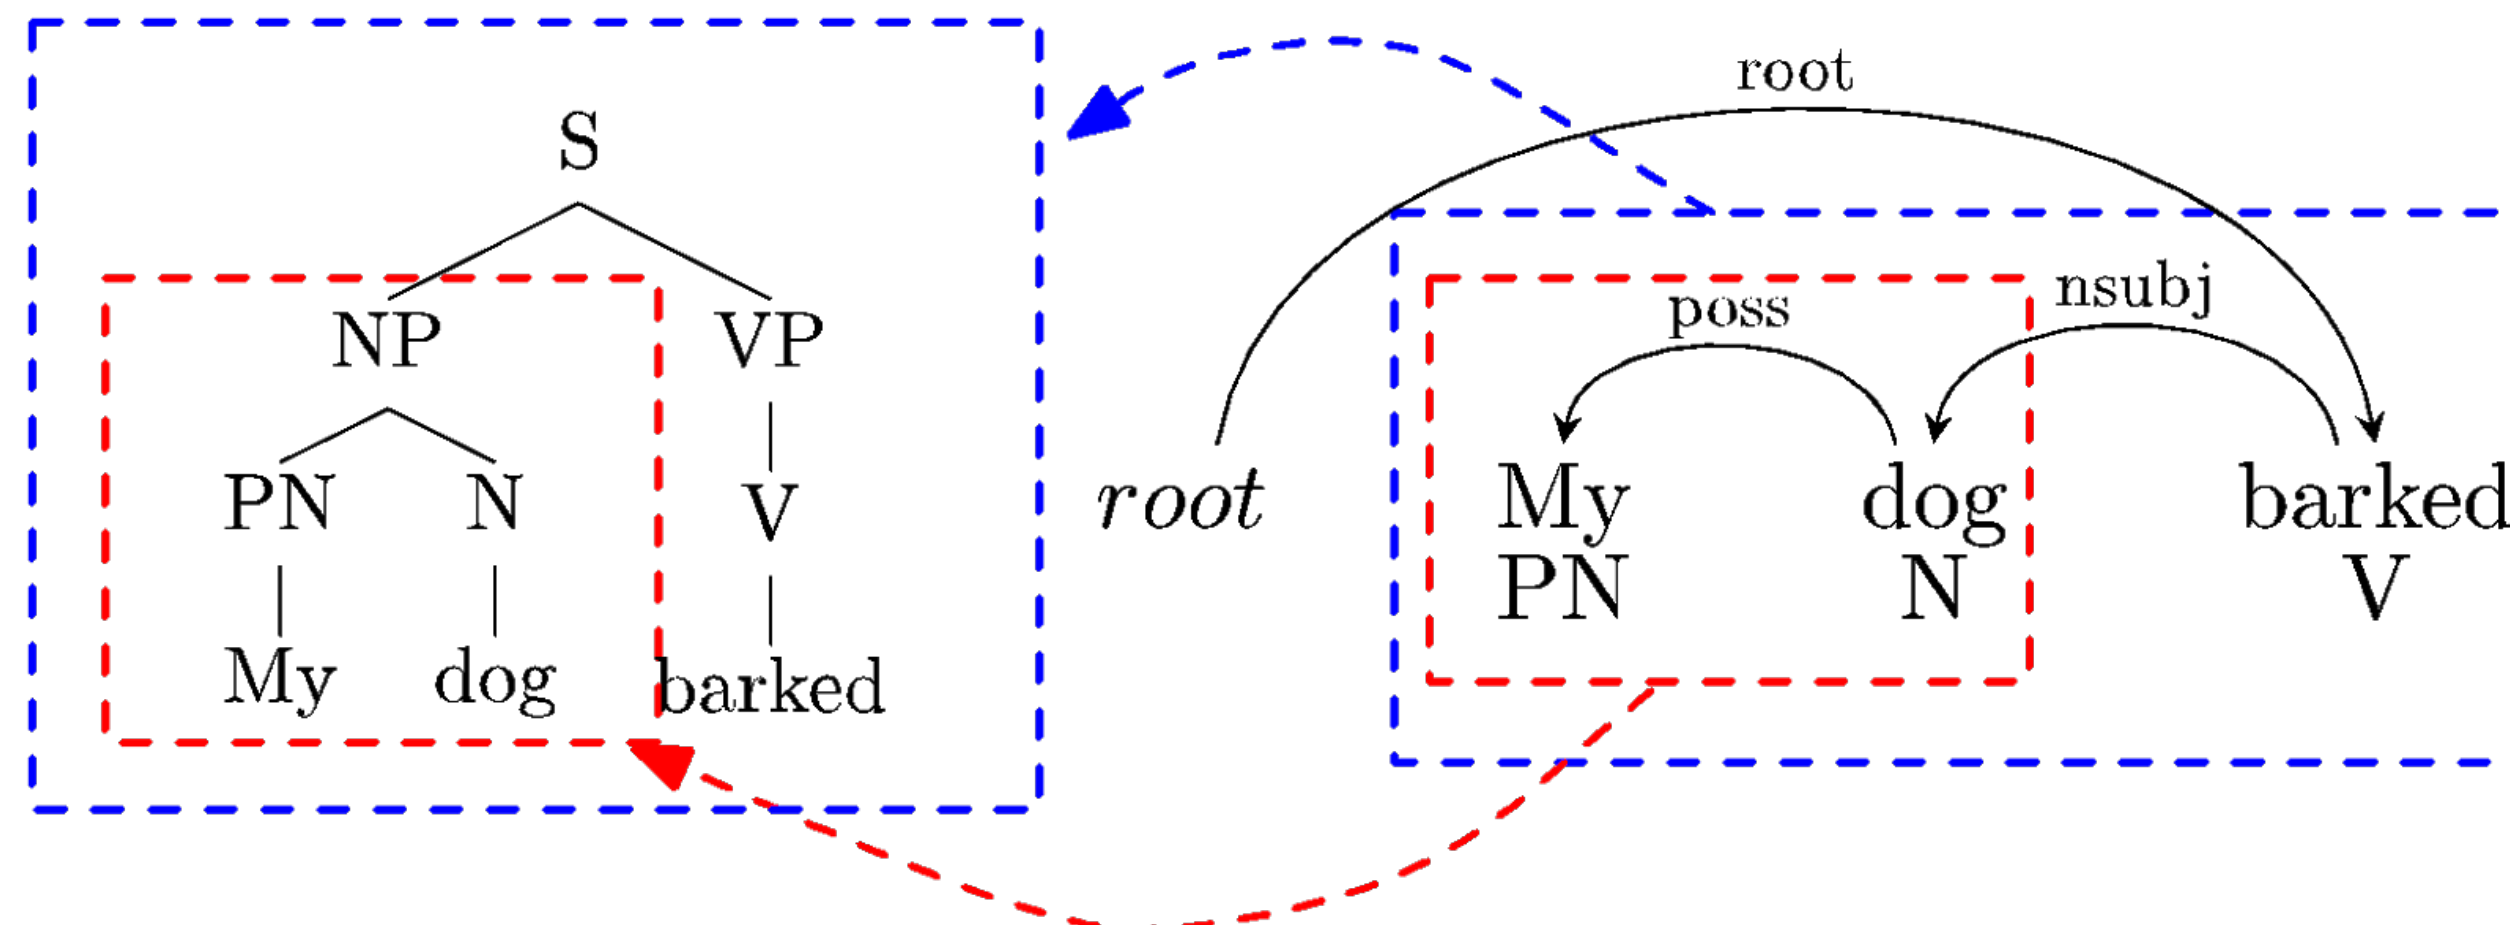 S
NP VP
PN N V
My dog barked
root
poss nsubj
root My dog barked
PN N V